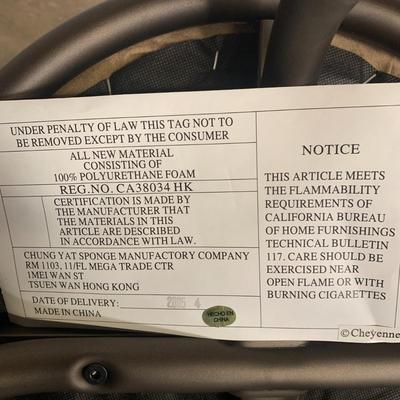 UNDER PENALTY OF LAW THIS TAG NOT TO
BE REMOVED EXCEPT BY THE CONSUMER
ALL NEW MATERIAL
CONSISTING OF
100% POLYURETHANE FOAM
REG.NO. CA38034 HK
CERTIFICATION IS MADE BY
THE MANUFACTURER THAT
THE MATERIALS IN THIS
ARTICLE ARE DESCRIBED
IN ACCORDANCE WITH LAW.
CHUNG YAT SPONGE MANUFACTORY COMPANY
RM 1103, 11/FL MEGA TRADE CTR
1MEI WAN ST
TSUEN WAN HONG KONG
DATE OF DELIVERY: 2005 4
MADE IN CHINA
HECHO EN
CHINA
NOTICE
THIS ARTICLE MEETS
THE FLAMMABILITY
REQUIREMENTS OF
CALIFORNIA BUREAU
OF HOME FURNISHINGS
TECHNICAL BULLETIN
117. CARE SHOULD BE
EXERCISED NEAR
OPEN FLAME OR WITH
BURNING CIGARETTES
©Cheyenne